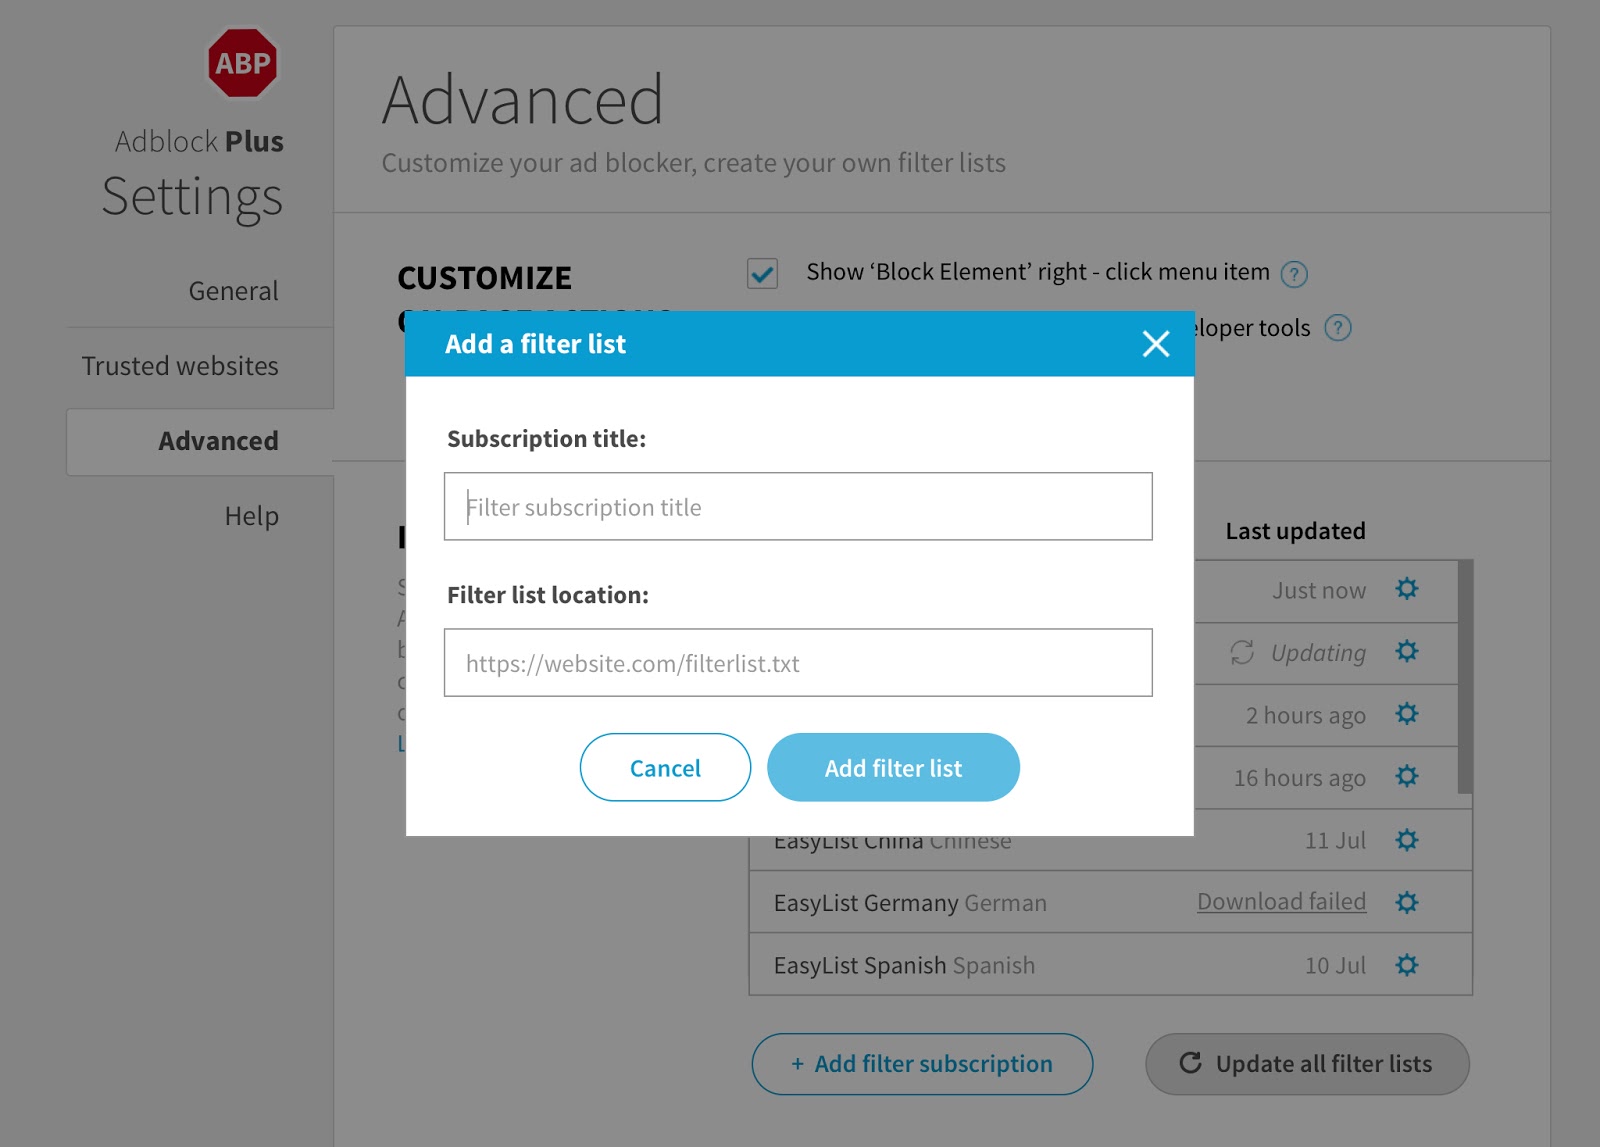 ABP
Adblock Plus
Settings
General
Trusted websites
Advanced
Help
Advanced
Customize your ad blocker, create your own filter lists
CUSTOMIZE
Show ‘Block Element’ right - click menu item ?
eloper tools ?
Add a filter list
Subscription title:
Filter subscription title
Filter list location:
https://website.com/filterlist.txt
Cancel
Add filter list
Last updated
Just now
Updating
2 hours ago
16 hours ago
EasyList China Chinese 11 Jul
EasyList Germany German Download failed
EasyList Spanish Spanish 10 Jul
+ Add filter subscription
Update all filter lists